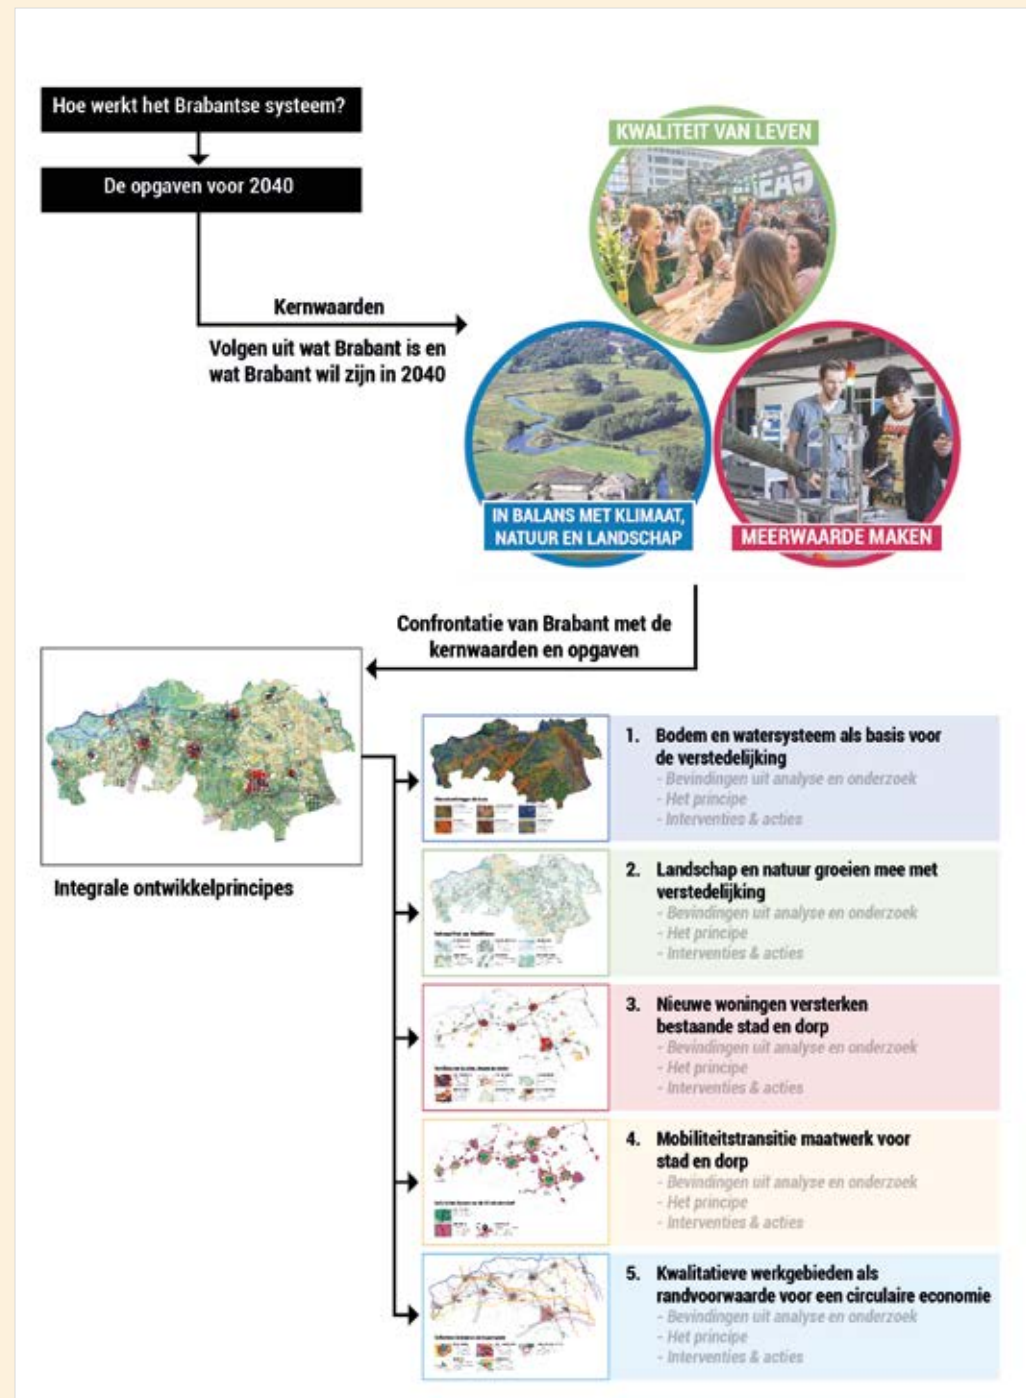 Hoe werkt het Brabantse systeem?
De opgaven voor 2040
Kernwaarden
Volgen uit wat Brabant is en
wat Brabant wil zijn in 2040
KWALITEIT VAN LEVEN
IN BALANS MET KLIMAAT,
NATUUR EN LANDSCHAP
MEERWAARDE MAKEN
Confrontatie van Brabant met de
kernwaarden en opgaven
Integrale ontwikkelprincipes
1. Bodem en watersysteem als basis voor
de verstedelijking
- Bevindingen uit analyse en onderzoek
- Het principe
- Interventies & acties
2. Landschap en natuur groeien mee met
verstedelijking
- Bevindingen uit analyse en onderzoek
- Het principe
- Interventies & acties
3. Nieuwe woningen versterken
bestaande stad en dorp
- Bevindingen uit analyse en onderzoek
- Het principe
- Interventies & acties
4. Mobiliteitstransitie maatwerk voor
stad en dorp
- Bevindingen uit analyse en onderzoek
- Het principe
- Interventies & acties
5. Kwalitatieve werkgebieden als
randvoorwaarde voor een circulaire economie
- Bevindingen uit analyse en onderzoek
- Het principe
- Interventies & acties